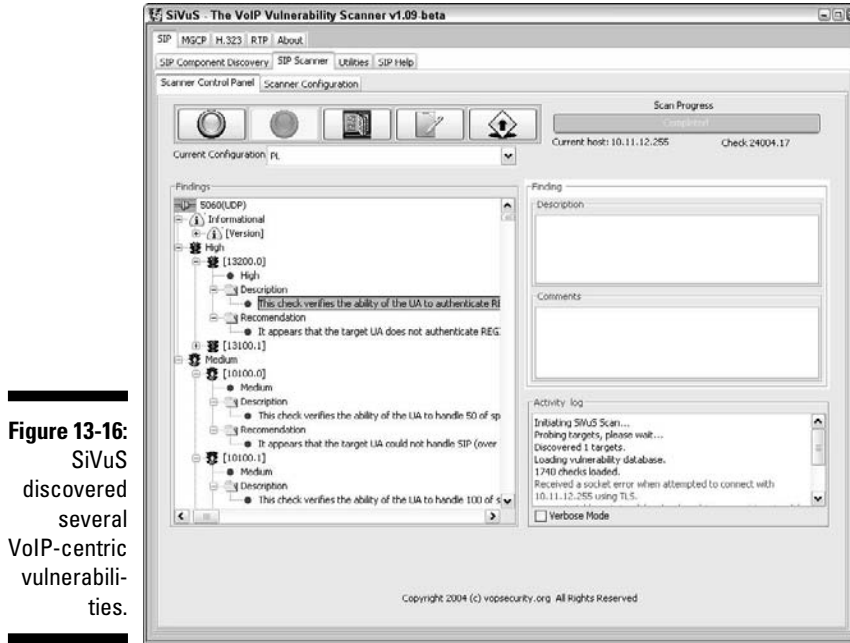 SiVuS - The VoIP Vulnerability Scanner v1.09-beta
SIP MGCP H.323 RTP About
SIP Component Discovery SIP Scanner Utilities SIP Help
Scanner Control Panel Scanner Configuration
Scan Progress
Completed
Current host: 10.11.12.255 Check 24004.17
Current Configuration PL
Findings
5060(UDP)
Informational
[Version]
High
[13200.0]
High
Description
This check verifies the ability of the UA to authenticate RE
Recomendation
It appears that the target UA does not authenticate REG
[13100.1]
Medium
[10100.0]
Medium
Description
This check verifies the ability of the UA to handle 50 of sp
Recomendation
It appears that the target UA could not handle SIP (over
[10100.1]
Medium
Description
This check verifies the ability of the UA to handle 100 of s
Finding
Description
Comments
Activity log
Initiating SiVuS Scan...
Probing targets, please wait...
Discovered 1 targets.
Loading vulnerability database.
1740 checks loaded.
Received a socket error when attempted to connect with
10.11.12.255 using TLS.
Verbose Mode
Copyright 2004 (c) vopsecurity.org All Rights Reserved
Figure 13-16:
SiVuS
discovered
several
VoIP-centric
vulnerabili-
ties.